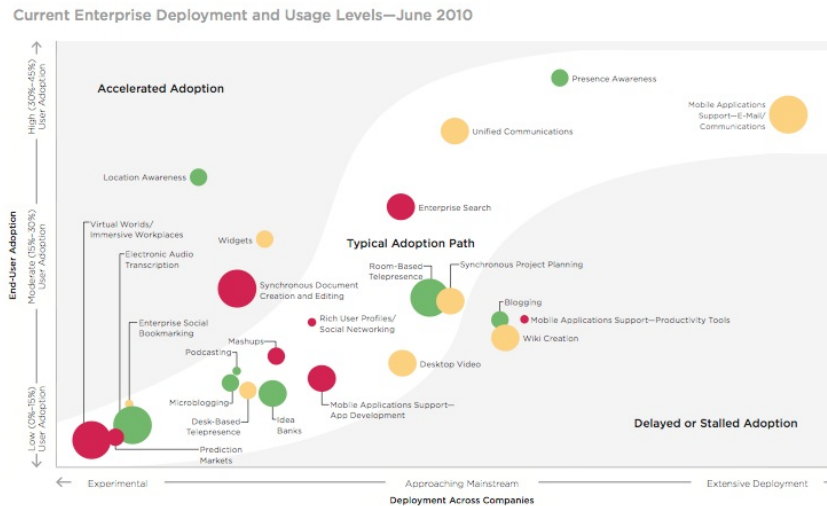 Current Enterprise Deployment and Usage Levels—June 2010
High (30%–45%)
User Adoption
Accelerated Adoption
Presence Awareness
Mobile Applications
Support—E-Mail/
Communications
Unified Communications
Location Awareness
Enterprise Search
End-User Adoption
Moderate (15%–30%)
User Adoption
Virtual Worlds/
Immersive Workplaces
Widgets
Typical Adoption Path
Electronic Audio
Transcription
Room-Based
Telepresence
Synchronous Project Planning
Synchronous Document
Creation and Editing
Blogging
Enterprise Social
Bookmarking
Rich User Profiles/
Social Networking
Mobile Applications Support—Productivity Tools
Wiki Creation
Mashups
Podcasting
Desktop Video
Microblogging
Desk-Based
Telepresence
Idea
Banks
Mobile Applications Support—
App Development
Low (0%–15%)
User Adoption
Delayed or Stalled Adoption
Prediction
Markets
Experimental
Approaching Mainstream
Extensive Deployment
Deployment Across Companies